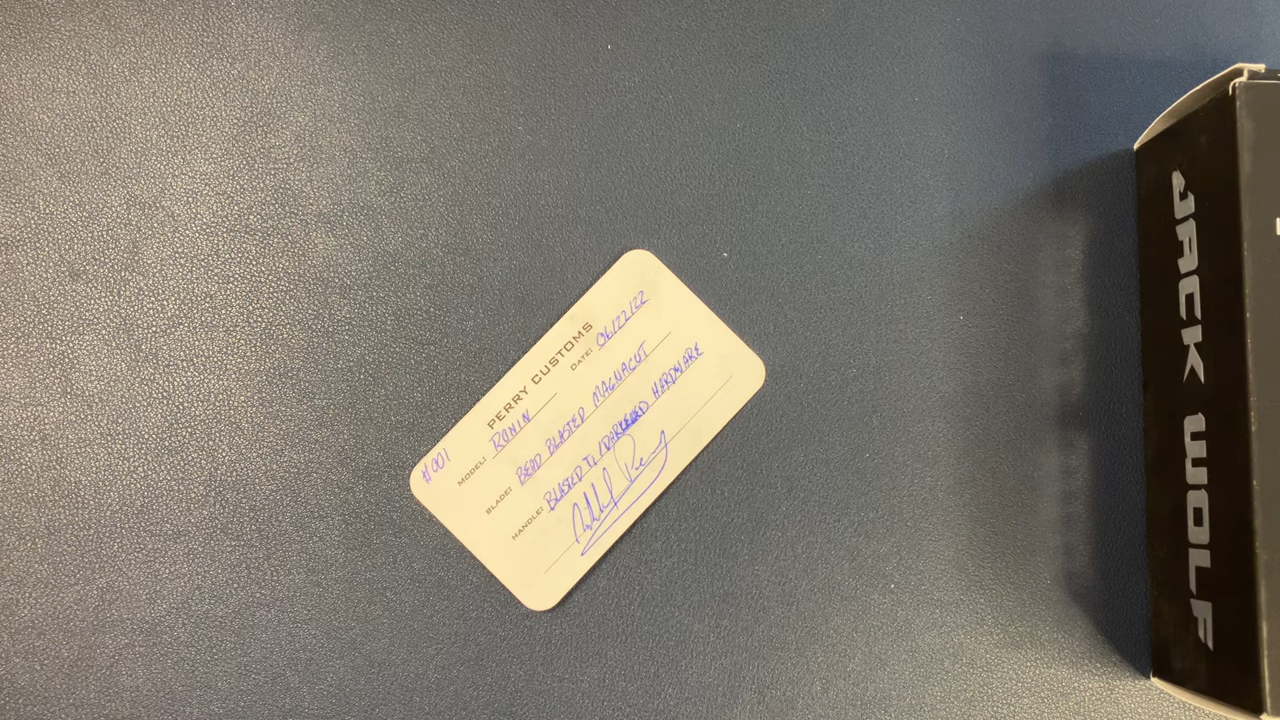 PERRY CUSTOMS
#001
MODEL: RONIN DATE: 06/22/22
BLADE: BEAD BLASTED MAGNACUT
HANDLE: BLASTED Ti / DARKENED HARDWARE
JACK WOLF